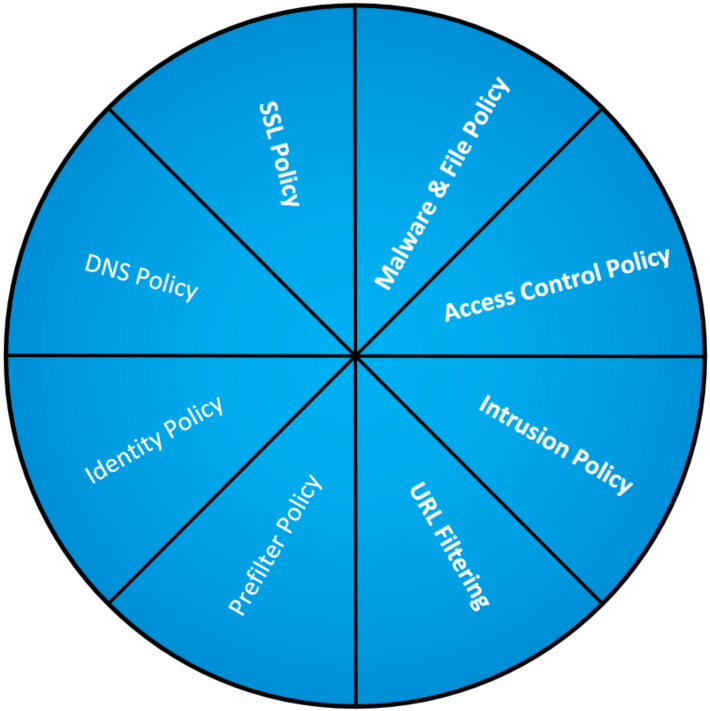 SSL Policy
Malware & File Policy
DNS Policy
Access Control Policy
Identity Policy
Intrusion Policy
Prefilter Policy
URL Filtering